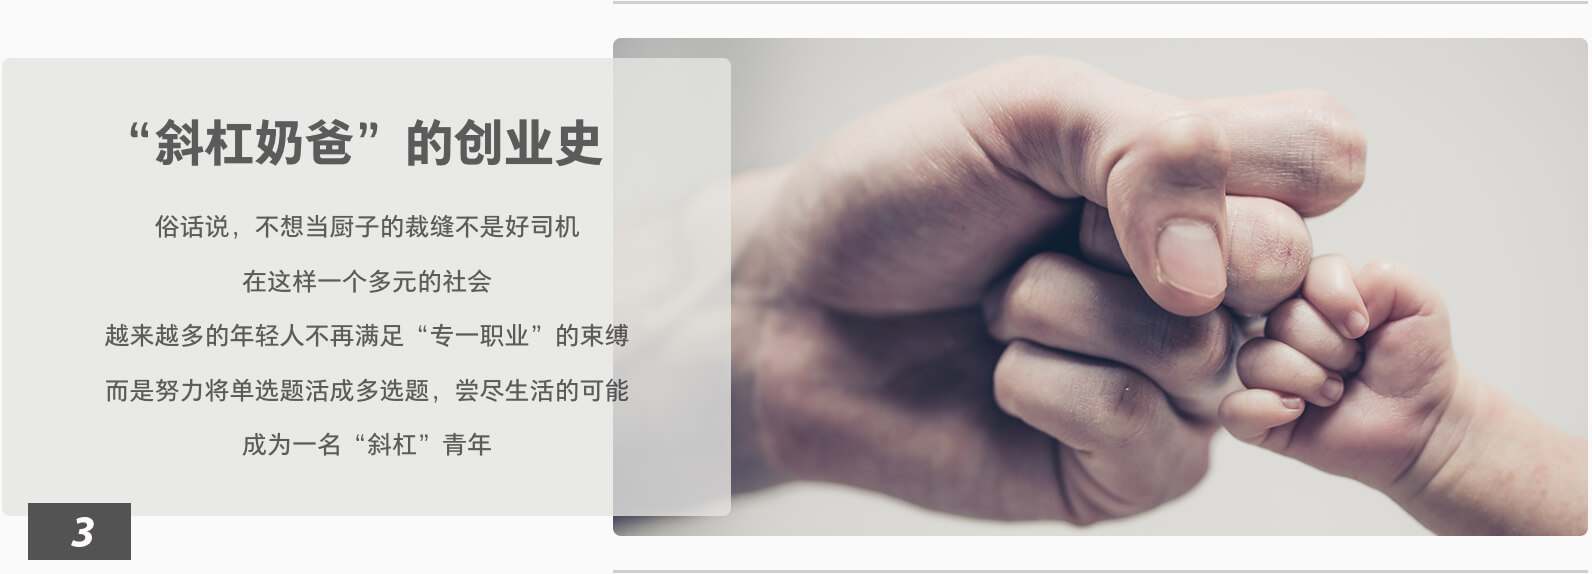 “斜杠奶爸”的创业史
俗话说，不想当厨子的裁缝不是好司机
在这样一个多元的社会
越来越多的年轻人不再满足“专一职业”的束缚
而是努力将单选题活成多选题，尝尽生活的可能
成为一名“斜杠”青年
3